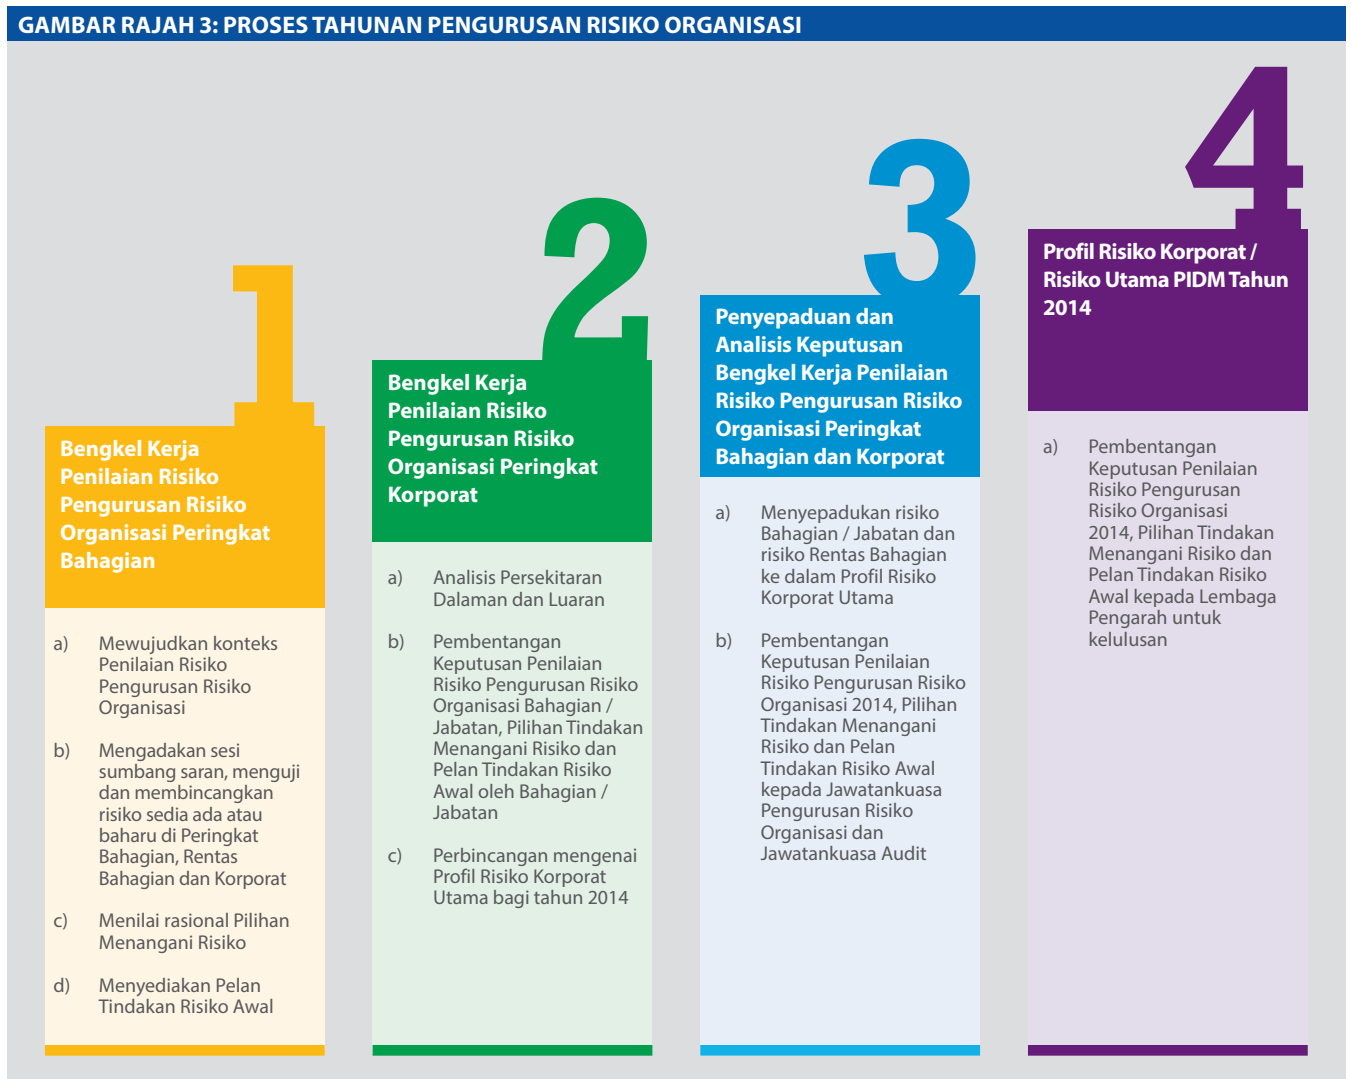 GAMBAR RAJAH 3: PROSES TAHUNAN PENGURUSAN RISIKO ORGANISASI
1
Bengkel Kerja
Penilaian Risiko
Pengurusan Risiko
Organisasi Peringkat
Bahagian
a) Mewujudkan konteks
Penilaian Risiko
Pengurusan Risiko
Organisasi
b) Mengadakan sesi
sumbang saran, menguji
dan membincangkan
risiko sedia ada atau
baharu di Peringkat
Bahagian, Rentas
Bahagian dan Korporat
c) Menilai rasional Pilihan
Menangani Risiko
d) Menyediakan Pelan
Tindakan Risiko Awal
2
Bengkel Kerja
Penilaian Risiko
Pengurusan Risiko
Organisasi Peringkat
Korporat
a) Analisis Persekitaran
Dalaman dan Luaran
b) Pembentangan
Keputusan Penilaian
Risiko Pengurusan Risiko
Organisasi Bahagian /
Jabatan, Pilihan Tindakan
Menangani Risiko dan
Pelan Tindakan Risiko
Awal oleh Bahagian /
Jabatan
c) Perbincangan mengenai
Profil Risiko Korporat
Utama bagi tahun 2014
3
Penyepaduan dan
Analisis Keputusan
Bengkel Kerja Penilaian
Risiko Pengurusan Risiko
Organisasi Peringkat
Bahagian dan Korporat
a) Menyepadukan risiko
Bahagian / Jabatan dan
risiko Rentas Bahagian
ke dalam Profil Risiko
Korporat Utama
b) Pembentangan
Keputusan Penilaian
Risiko Pengurusan Risiko
Organisasi 2014, Pilihan
Tindakan Menangani
Risiko dan Pelan
Tindakan Risiko Awal
kepada Jawatankuasa
Pengurusan Risiko
Organisasi dan
Jawatankuasa Audit
4
Profil Risiko Korporat /
Risiko Utama PIDM Tahun
2014
a) Pembentangan
Keputusan Penilaian
Risiko Pengurusan
Risiko Organisasi
2014, Pilihan Tindakan
Menangani Risiko dan
Pelan Tindakan Risiko
Awal kepada Lembaga
Pengarah untuk
kelulusan